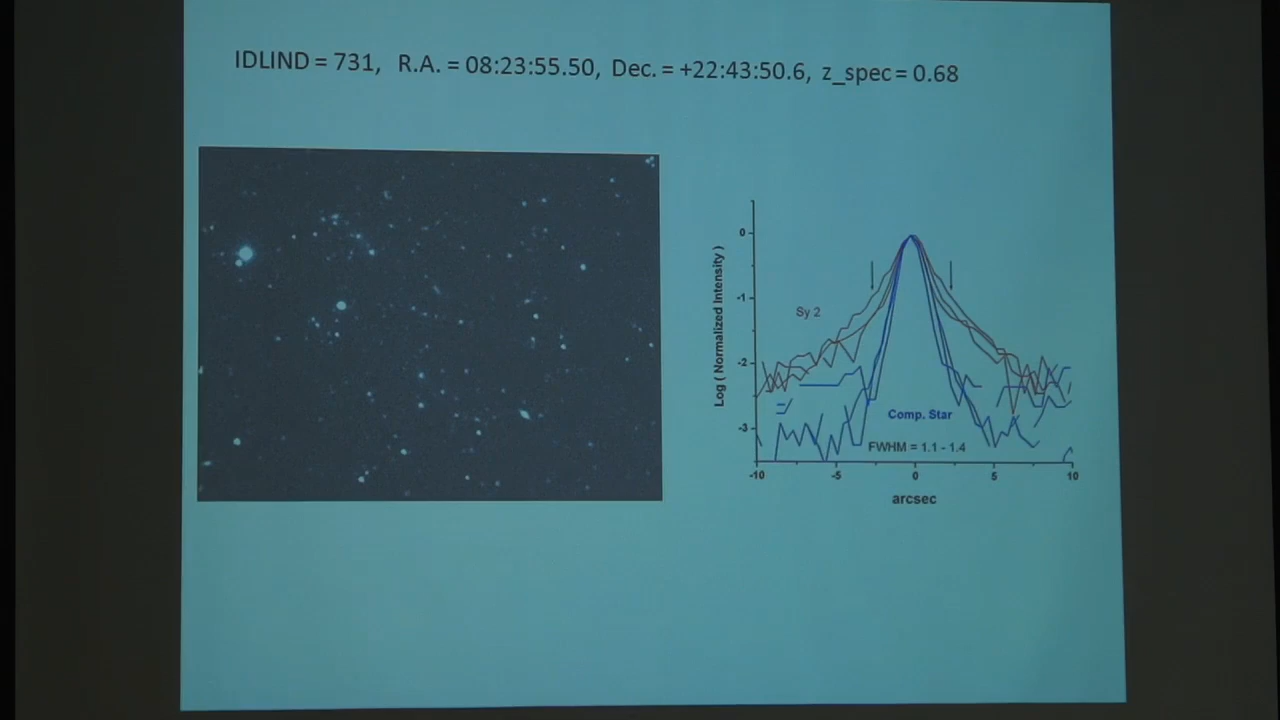 IDLIND = 731, R.A. = 08:23:55.50, Dec. = +22:43:50.6, z_spec = 0.68
Log ( Normalized Intensity )
0
-1
-2
-3
Sy 2
Comp. Star
FWHM = 1.1 - 1.4
-10 -5 0 5 10
arcsec